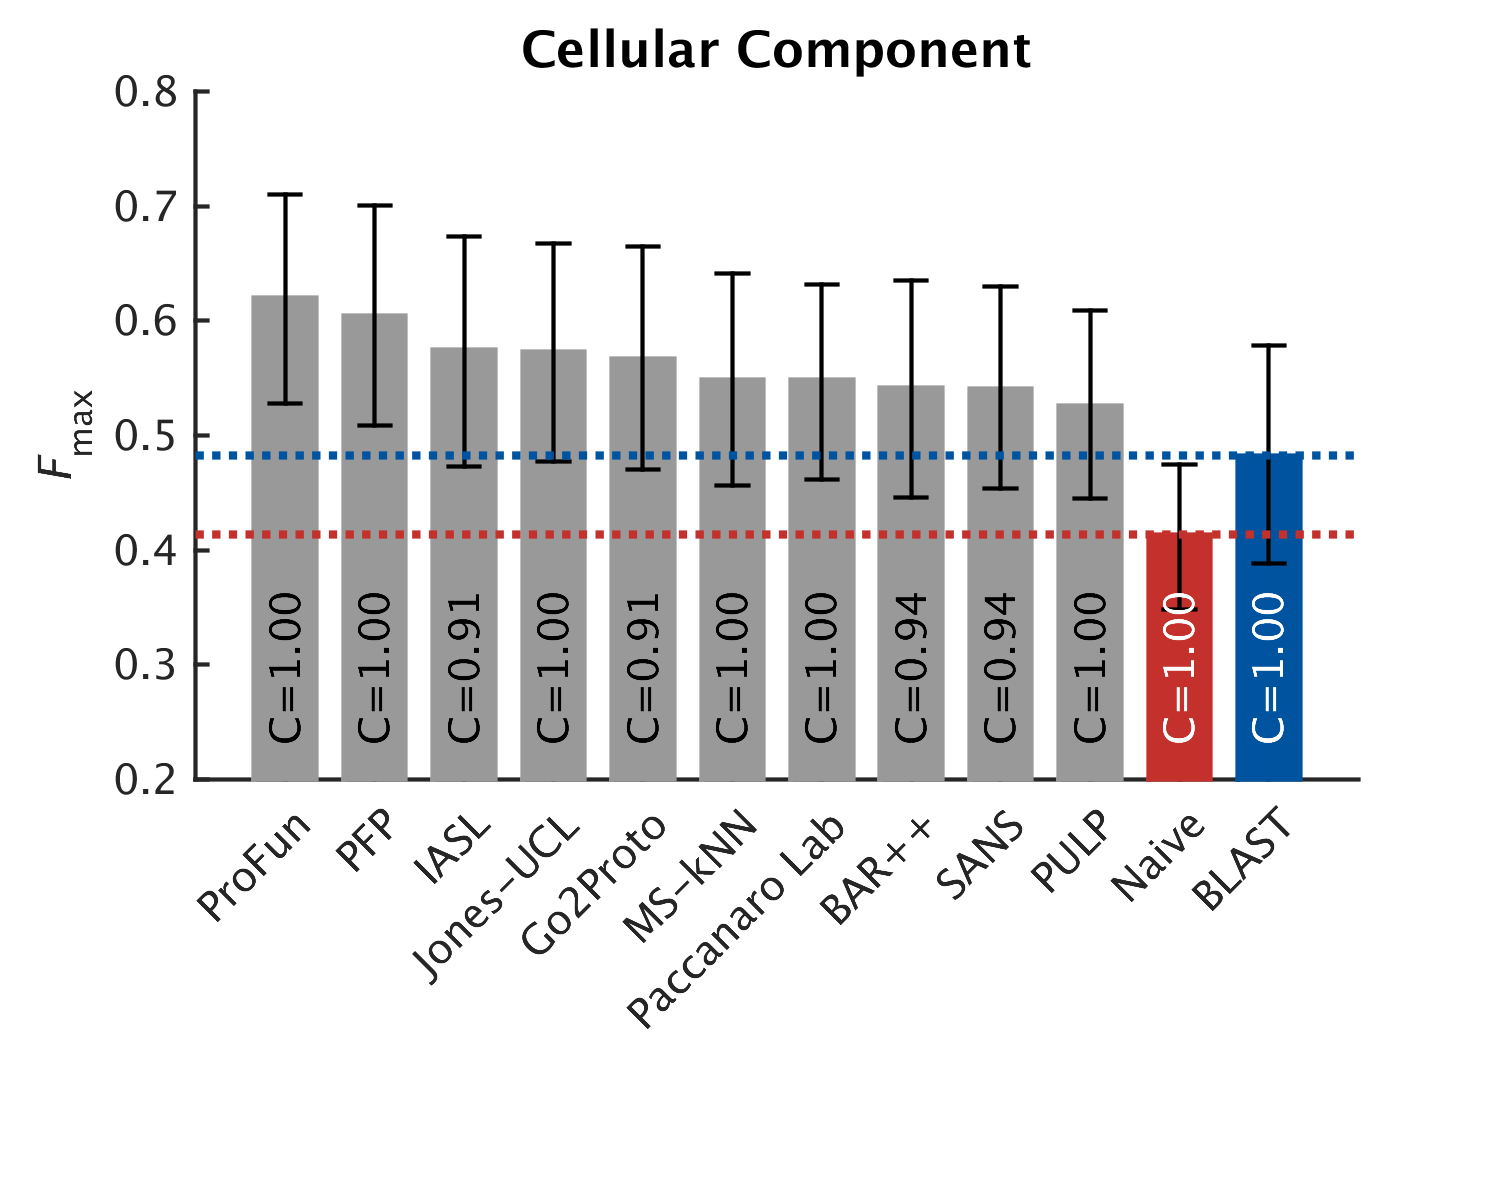 Cellular Component
0.8
0.7
0.6
0.5
0.4
0.3
0.2
Fmax
C=1.00
C=1.00
C=0.91
C=1.00
C=0.91
C=1.00
C=1.00
C=0.94
C=0.94
C=1.00
C=1.00
C=1.00
ProFun
PFP
IASL
Jones−UCL
Go2Proto
MS−kNN
Paccanaro Lab
BAR++
SANS
PULP
Naive
BLAST